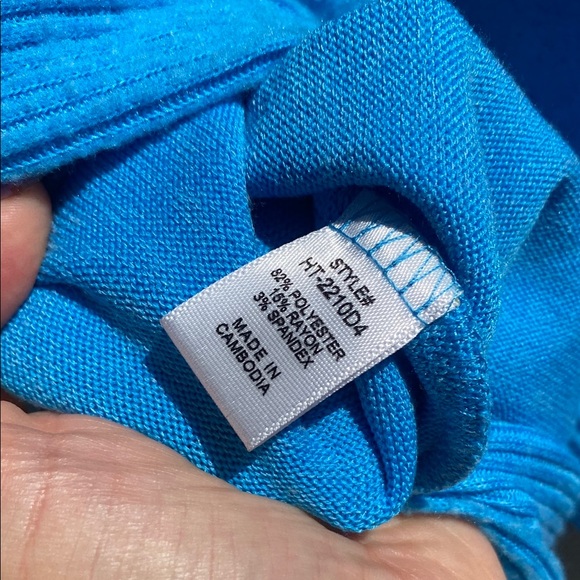 STYLE#
HT-2210D4
82% POLYESTER
15% RAYON
3% SPANDEX
MADE IN
CAMBODIA